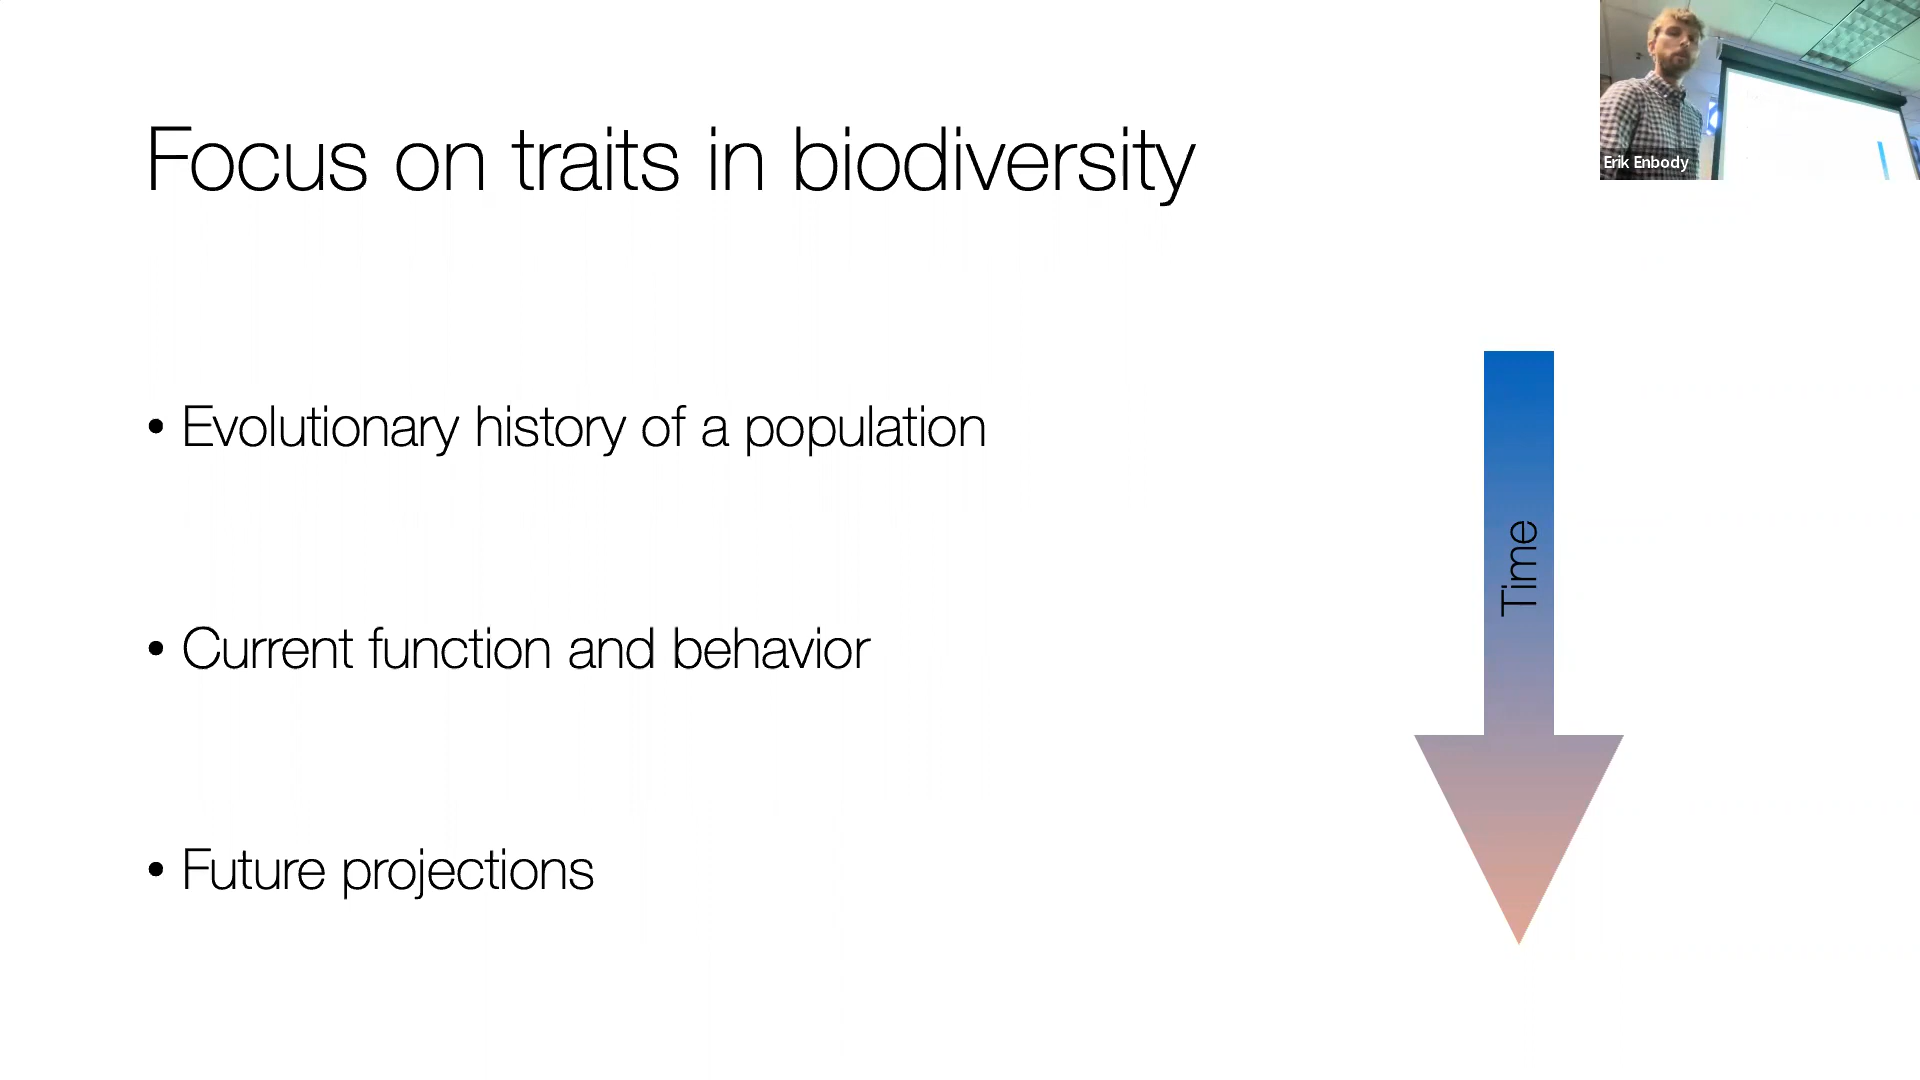 Focus on traits in biodiversity
Erik Enbody
• Evolutionary history of a population
Time
• Current function and behavior
• Future projections